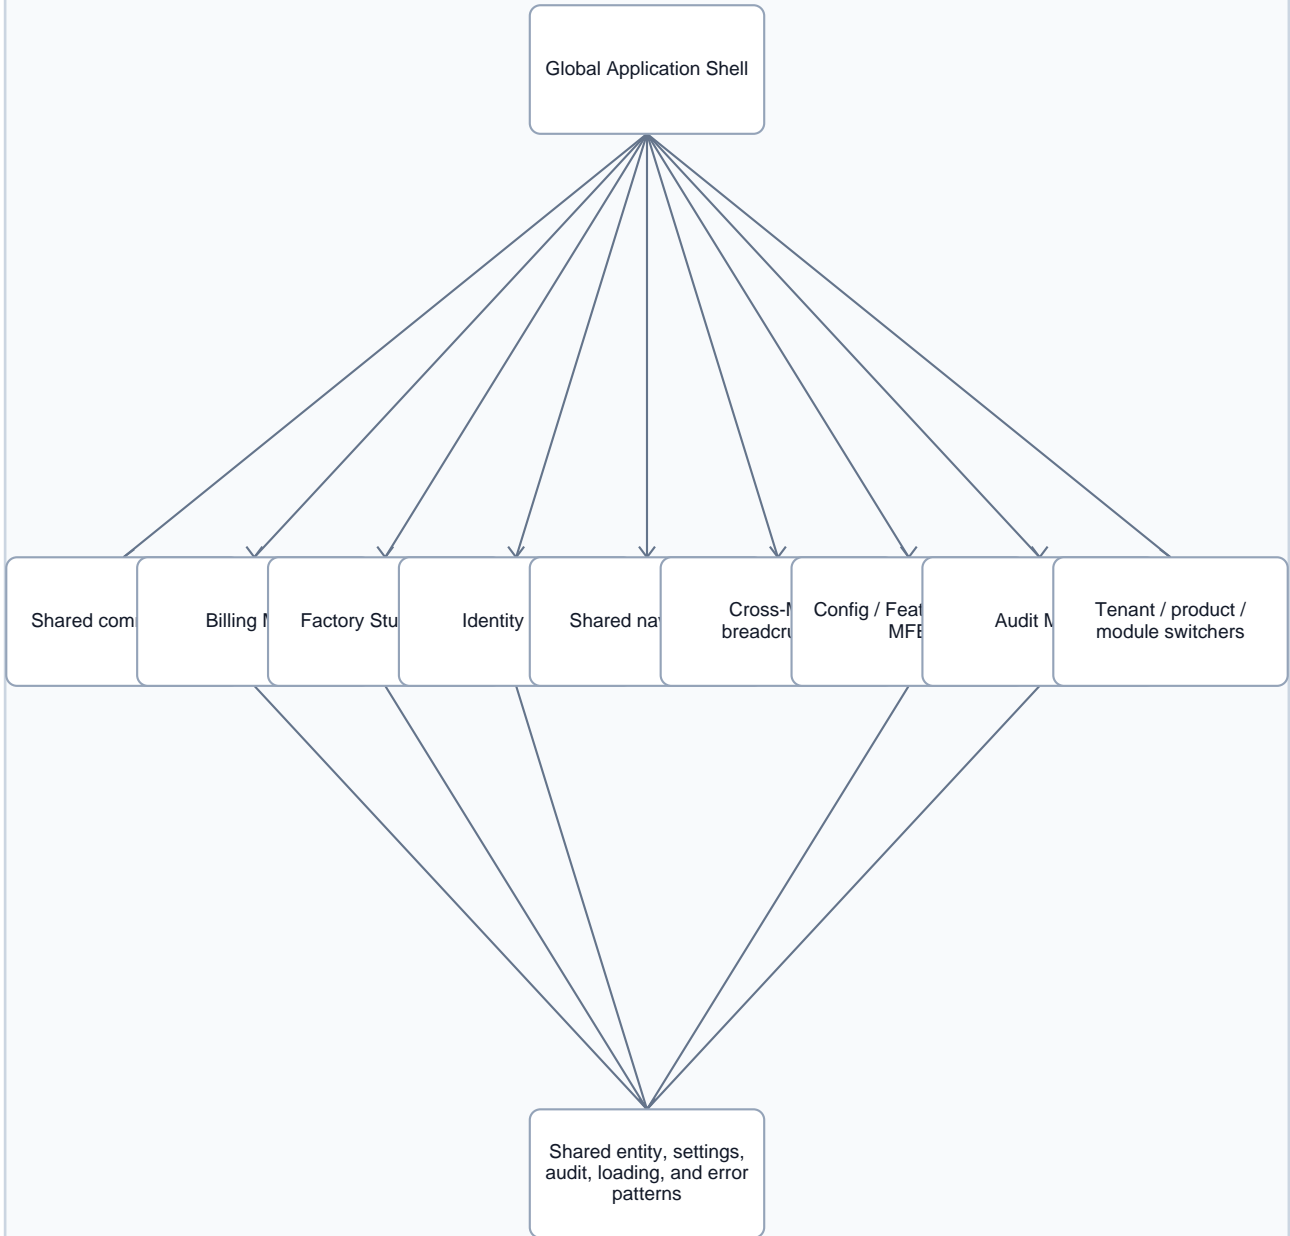 Global Application Shell
Shared com
Billing
Factory Stu
Identity
Shared na
Cross-
breadcru
Config / Feat
MFE
Audit M
Tenant / product /
module switchers
Shared entity, settings,
audit, loading, and error
patterns